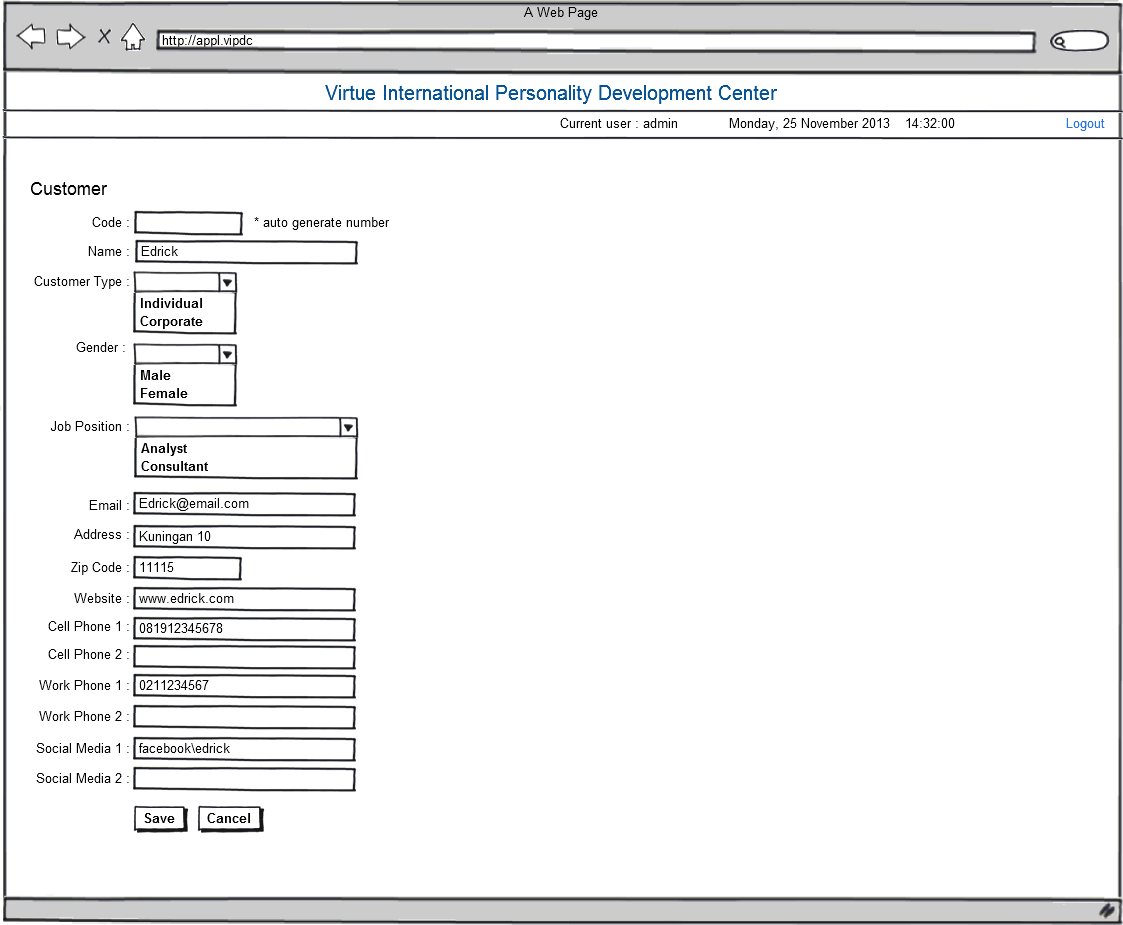 A Web Page
http://appl.vipdc
Virtue International Personality Development Center
Current user : admin Monday, 25 November 2013 14:32:00 Logout
Customer
Code : * auto generate number
Name : Edrick
Customer Type :
Individual
Corporate
Gender :
Male
Female
Job Position :
Analyst
Consultant
Email : Edrick@email.com
Address : Kuningan 10
Zip Code : 11115
Website : www.edrick.com
Cell Phone 1 : 081912345678
Cell Phone 2 :
Work Phone 1 : 0211234567
Work Phone 2 :
Social Media 1 : facebook\edrick
Social Media 2 :
Save Cancel